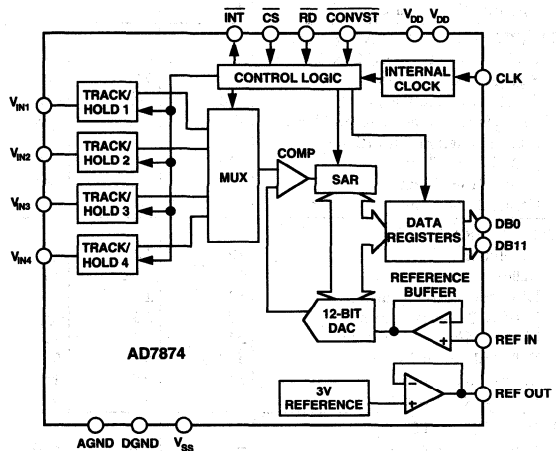 INT CS RD CONVST VDD VDD
CONTROL LOGIC
INTERNAL
CLOCK
CLK
VIN1
TRACK/
HOLD 1
VIN2
TRACK/
HOLD 2
VIN3
TRACK/
HOLD 3
VIN4
TRACK/
HOLD 4
MUX
COMP
SAR
DATA
REGISTERS
DB0
DB11
12-BIT
DAC
REFERENCE
BUFFER
−
+
REF IN
AD7874
3V
REFERENCE
−
+
REF OUT
AGND DGND VSS